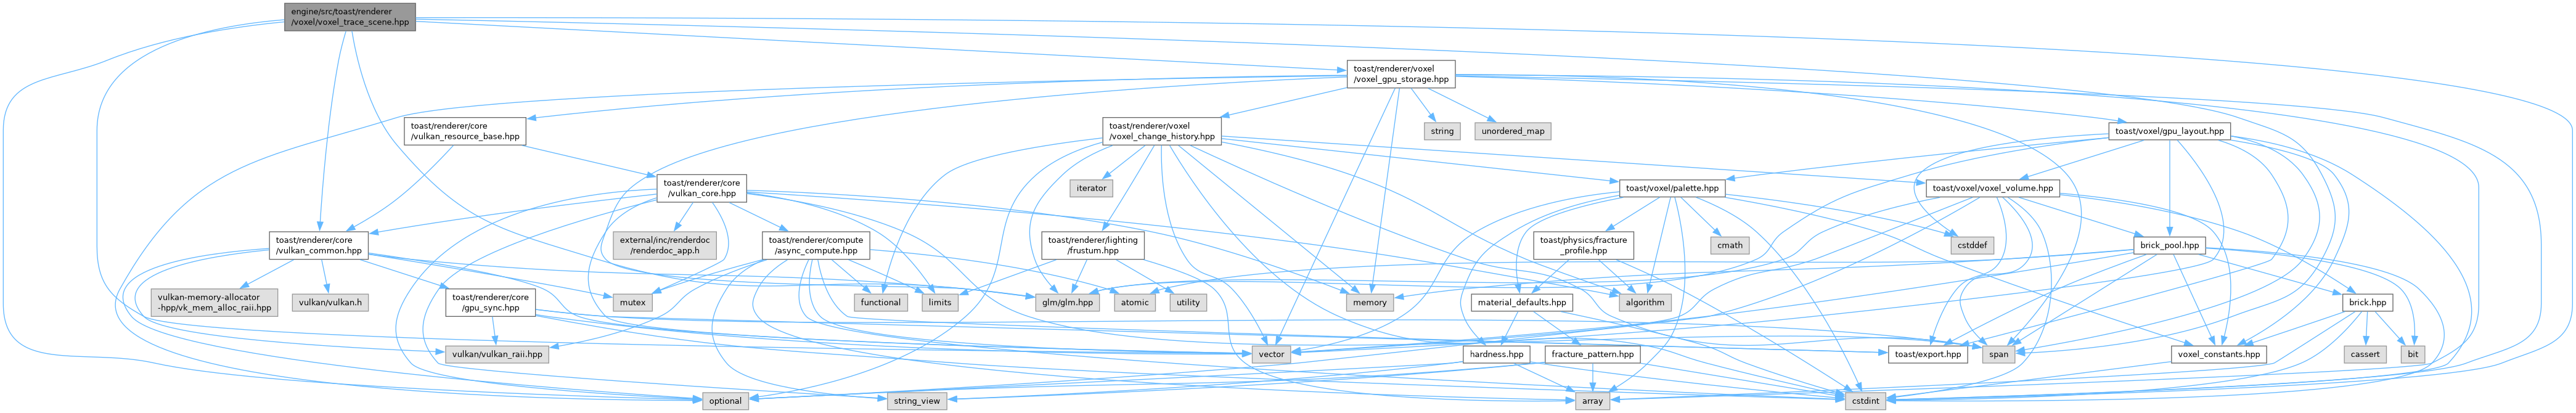 engine/src/toast/renderer
/voxel/voxel_trace_scene.hpp
toast/renderer/voxel
/voxel_gpu_storage.hpp
toast/renderer/core
/vulkan_resource_base.hpp
toast/renderer/voxel
/voxel_change_history.hpp
string
unordered_map
toast/voxel/gpu_layout.hpp
toast/renderer/core
/vulkan_core.hpp
iterator
toast/voxel/palette.hpp
toast/voxel/voxel_volume.hpp
toast/renderer/core
/vulkan_common.hpp
external/inc/renderdoc
/renderdoc_app.h
toast/renderer/compute
/async_compute.hpp
toast/renderer/lighting
/frustum.hpp
toast/physics/fracture
_profile.hpp
cmath
cstddef
brick_pool.hpp
vulkan-memory-allocator
-hpp/vk_mem_alloc_raii.hpp
vulkan/vulkan.h
toast/renderer/core
/gpu_sync.hpp
mutex
functional
limits
glm/glm.hpp
atomic
utility
memory
material_defaults.hpp
algorithm
brick.hpp
vulkan/vulkan_raii.hpp
vector
hardness.hpp
fracture_pattern.hpp
toast/export.hpp
span
voxel_constants.hpp
cassert
bit
optional
string_view
array
cstdint